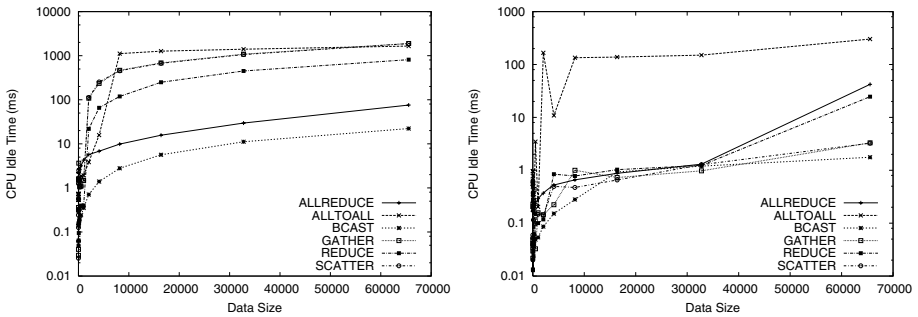 10000
1000
100
10
1
0.1
0.01
CPU Idle Time (ms)
0 10000 20000 30000 40000 50000 60000 70000
Data Size
ALLREDUCE
ALLTOALL
BCAST
GATHER
REDUCE
SCATTER
1000
100
10
1
0.1
0.01
CPU Idle Time (ms)
0 10000 20000 30000 40000 50000 60000 70000
Data Size
ALLREDUCE
ALLTOALL
BCAST
GATHER
REDUCE
SCATTER